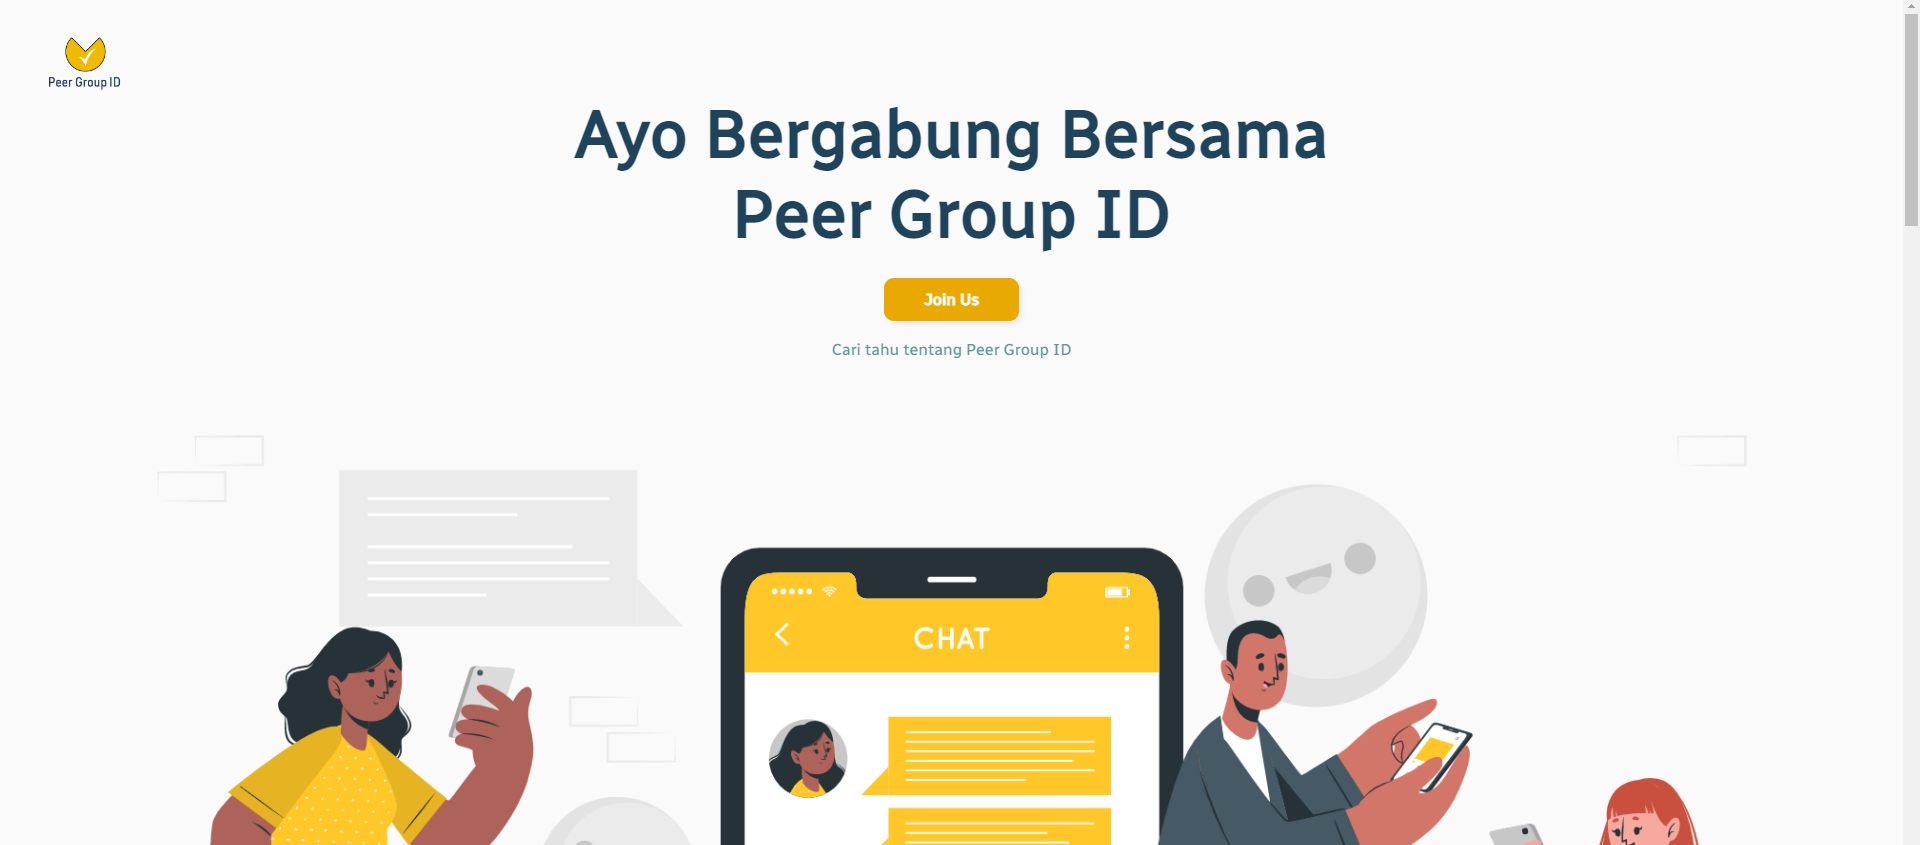 Peer Group ID
Ayo Bergabung Bersama
Peer Group ID
Join Us
Cari tahu tentang Peer Group ID
CHAT